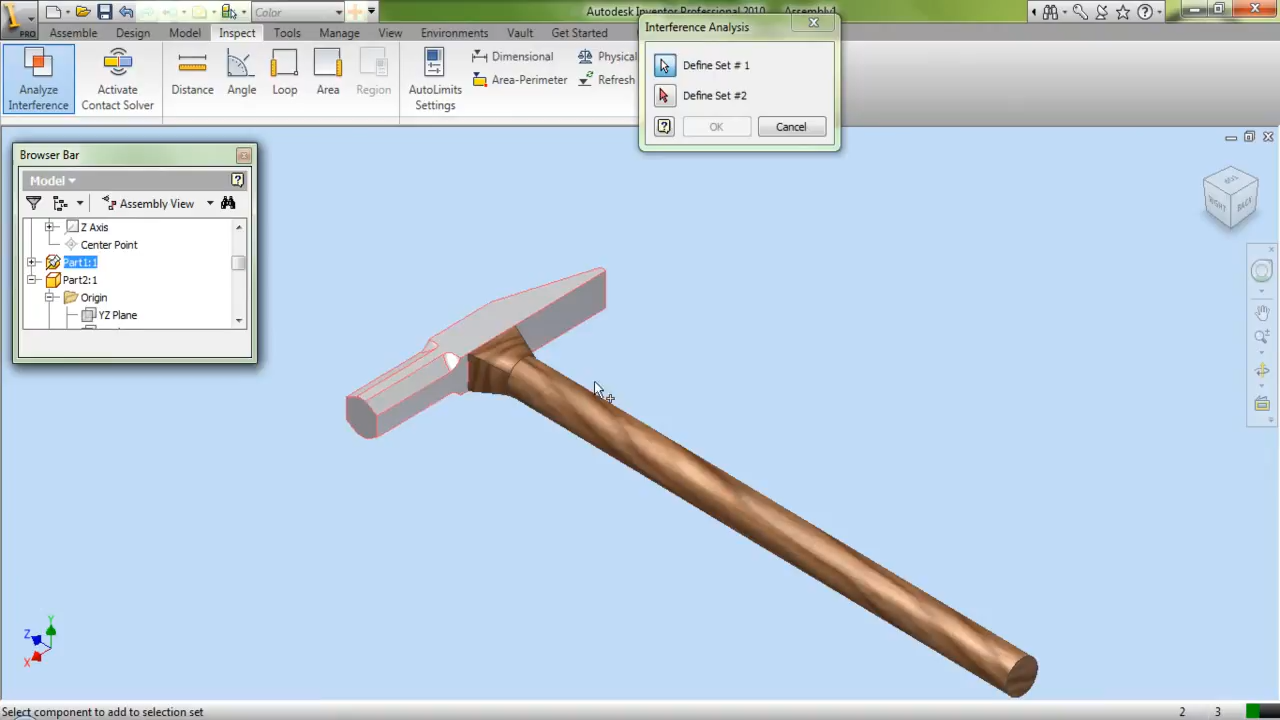 Autodesk Inventor Professional 2010 Assembly1
PRO
Color
Assemble Design Model Inspect Tools Manage View Environments Vault Get Started
Analyze
Interference
Activate
Contact Solver
Distance
Angle
Loop
Area
Region
AutoLimits
Settings
Dimensional
Area-Perimeter
Physical
Refresh
Interference Analysis
Define Set # 1
Define Set #2
OK
Cancel
Browser Bar
Model
Assembly View
Z Axis
Center Point
Part1:1
Part2:1
Origin
YZ Plane
RIGHT
BACK
Y
Z
X
Select component to add to selection set
2 3